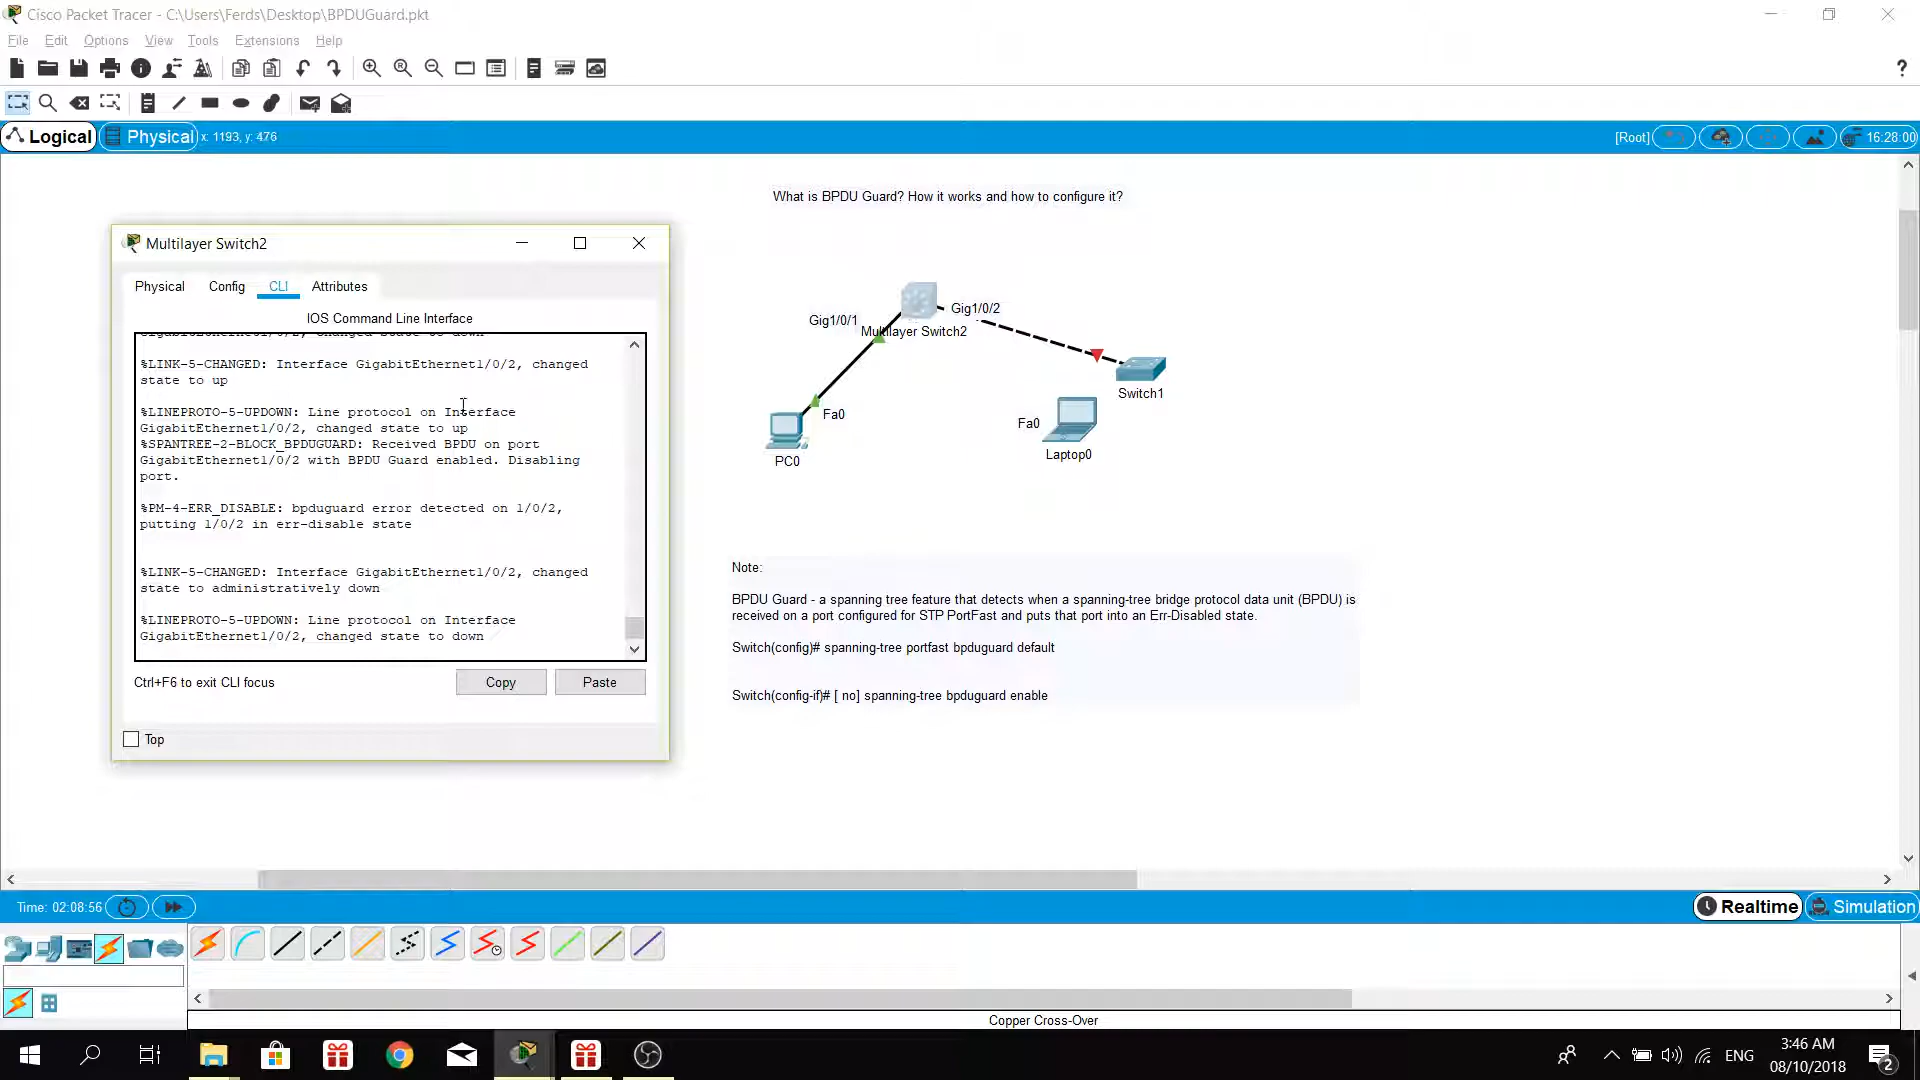 Cisco Packet Tracer - C:\Users\Ferds\Desktop\BPDUGuard.pkt
File Edit Options View Tools Extensions Help
?
Logical Physical x: 1193, y: 476 [Root] 16:28:00
What is BPDU Guard? How it works and how to configure it?
Multilayer Switch2
Physical Config CLI Attributes
IOS Command Line Interface
GigabitEthernet1/0/2, changed state to down
%LINK-5-CHANGED: Interface GigabitEthernet1/0/2, changed
state to up
%LINEPROTO-5-UPDOWN: Line protocol on Interface
GigabitEthernet1/0/2, changed state to up
%SPANTREE-2-BLOCK_BPDUGUARD: Received BPDU on port
GigabitEthernet1/0/2 with BPDU Guard enabled. Disabling
port.
%PM-4-ERR_DISABLE: bpduguard error detected on 1/0/2,
putting 1/0/2 in err-disable state
%LINK-5-CHANGED: Interface GigabitEthernet1/0/2, changed
state to administratively down
%LINEPROTO-5-UPDOWN: Line protocol on Interface
GigabitEthernet1/0/2, changed state to down
Ctrl+F6 to exit CLI focus
Copy Paste
Top
Gig1/0/1
Gig1/0/2
Multilayer Switch2
Switch1
Fa0
PC0
Fa0
Laptop0
Note:
BPDU Guard - a spanning tree feature that detects when a spanning-tree bridge protocol data unit (BPDU) is
received on a port configured for STP PortFast and puts that port into an Err-Disabled state.
Switch(config)# spanning-tree portfast bpduguard default
Switch(config-if)# [ no] spanning-tree bpduguard enable
Time: 02:08:56 Realtime Simulation
Copper Cross-Over
ENG
3:46 AM
08/10/2018
2